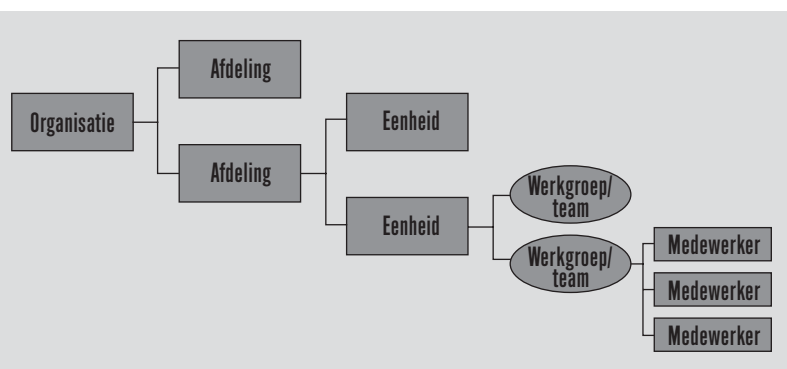 Organisatie
Afdeling
Afdeling
Eenheid
Eenheid
Werkgroep/
team
Werkgroep/
team
Medewerker
Medewerker
Medewerker